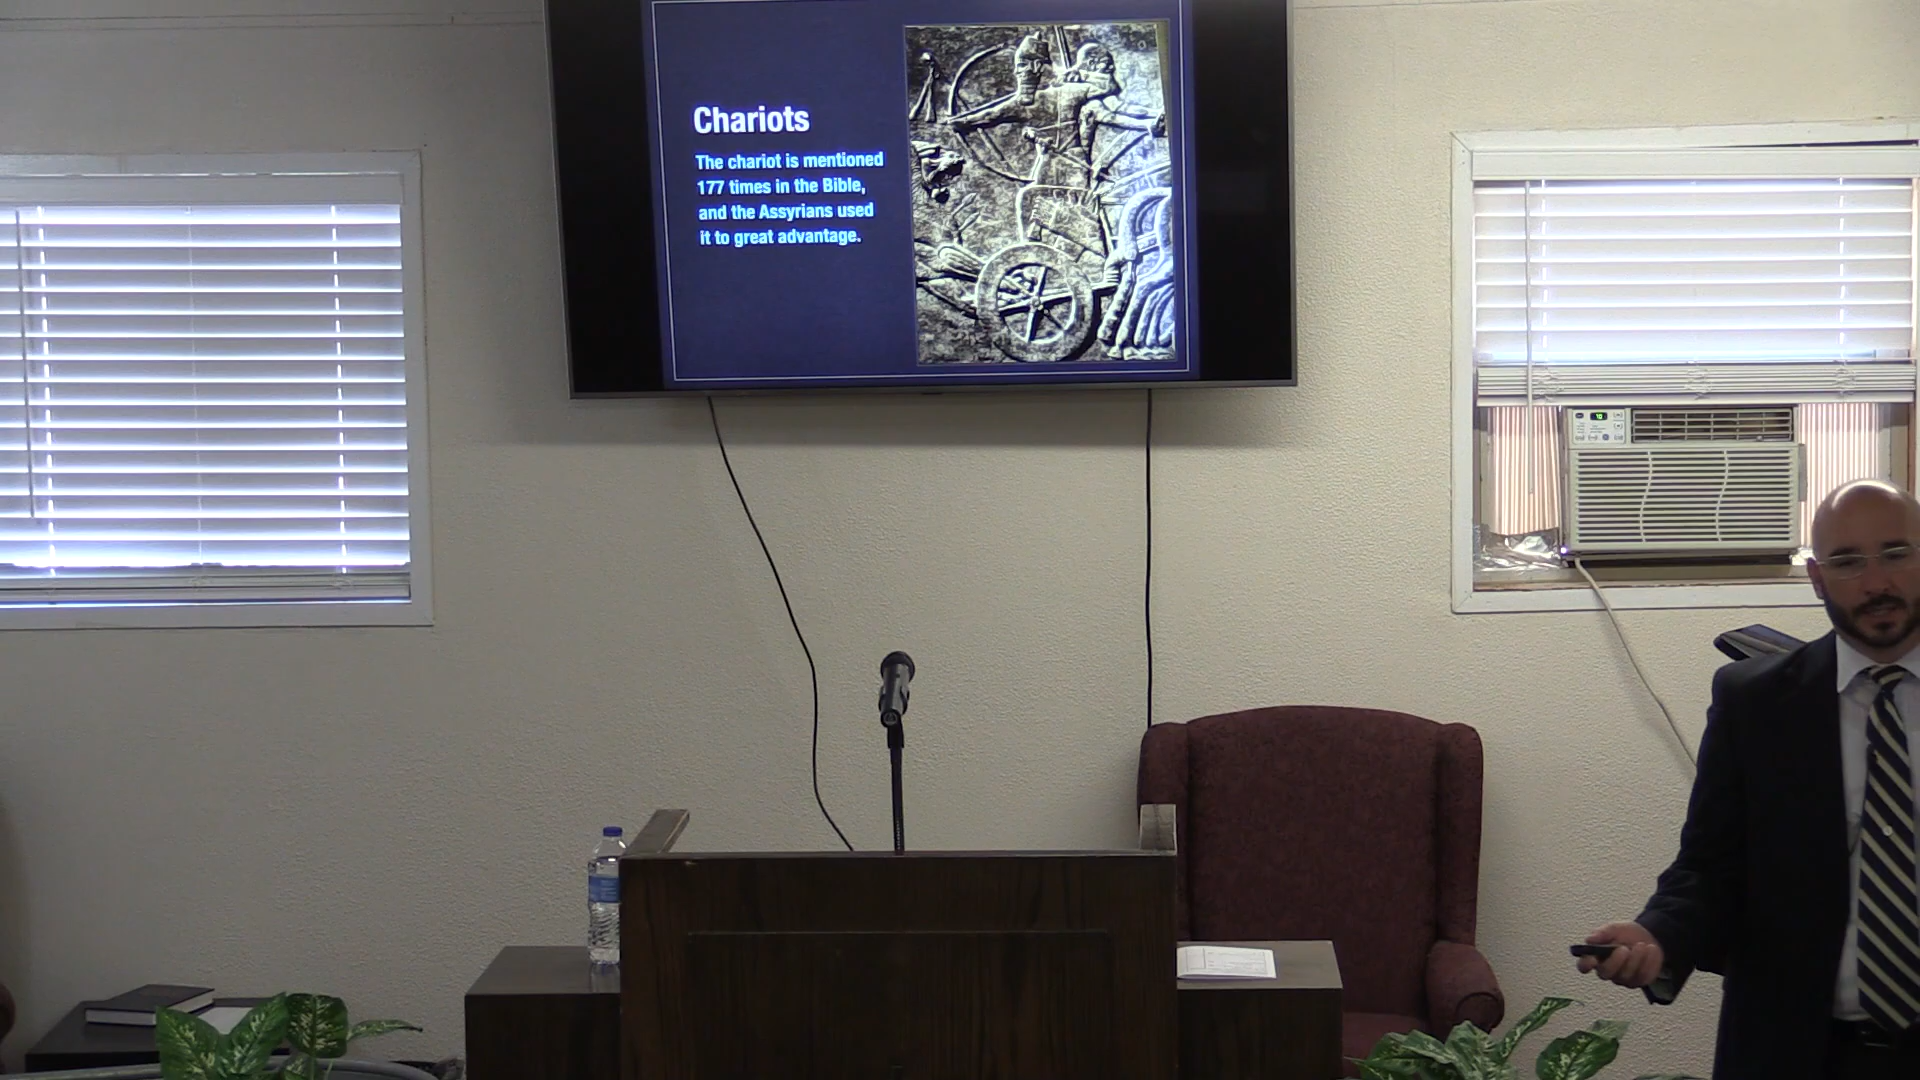 Chariots
The chariot is mentioned
177 times in the Bible,
and the Assyrians used
it to great advantage.